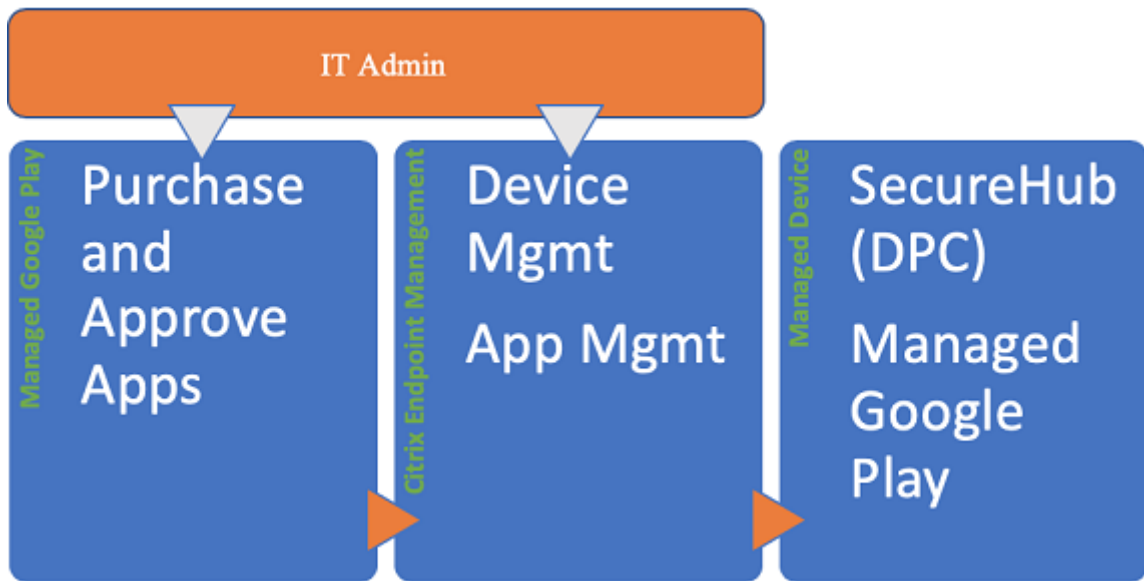 IT Admin
Managed Google Play
Purchase
and
Approve
Apps
Citrix Endpoint Management
Device
Mgmt
App Mgmt
Managed Device
SecureHub
(DPC)
Managed
Google
Play